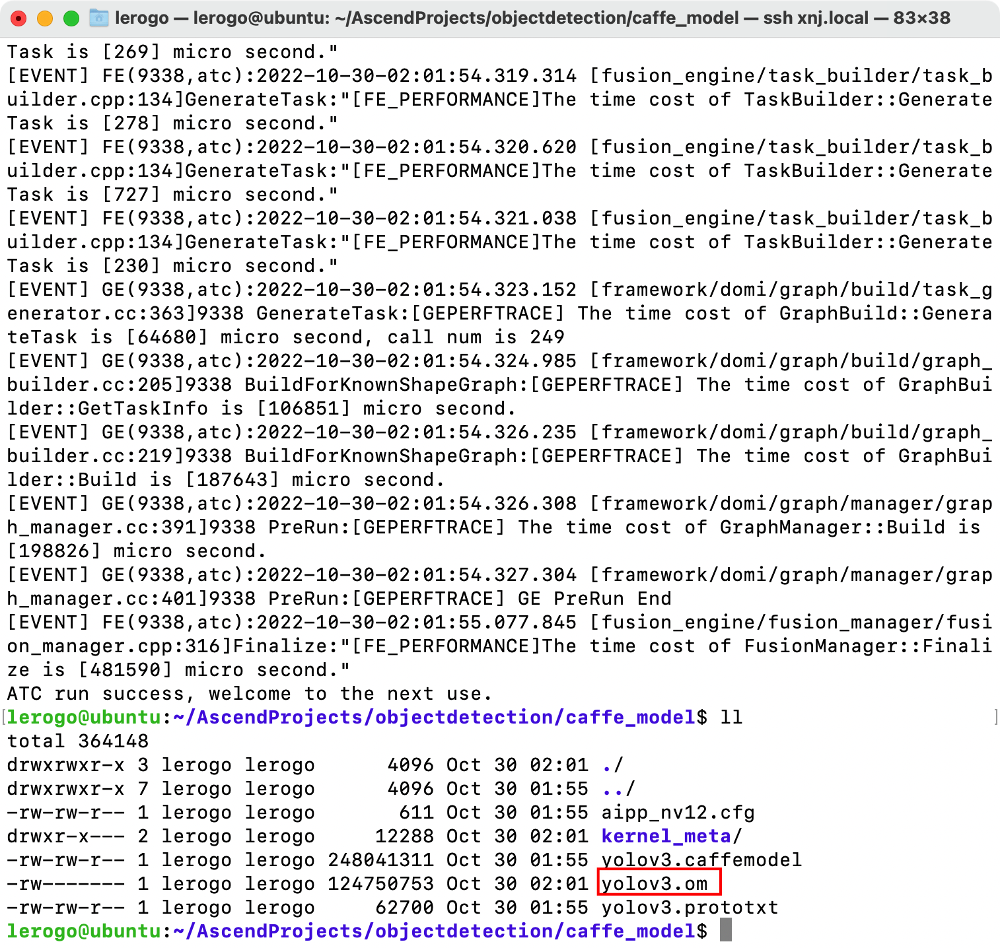 lerogo — lerogo@ubuntu: ~/AscendProjects/objectdetection/caffe_model — ssh xnj.local — 83×38
Task is [269] micro second."
[EVENT] FE(9338,atc):2022-10-30-02:01:54.319.314 [fusion_engine/task_builder/task_b
uilder.cpp:134]GenerateTask:"[FE_PERFORMANCE]The time cost of TaskBuilder::Generate
Task is [278] micro second."
[EVENT] FE(9338,atc):2022-10-30-02:01:54.320.620 [fusion_engine/task_builder/task_b
uilder.cpp:134]GenerateTask:"[FE_PERFORMANCE]The time cost of TaskBuilder::Generate
Task is [727] micro second."
[EVENT] FE(9338,atc):2022-10-30-02:01:54.321.038 [fusion_engine/task_builder/task_b
uilder.cpp:134]GenerateTask:"[FE_PERFORMANCE]The time cost of TaskBuilder::Generate
Task is [230] micro second."
[EVENT] GE(9338,atc):2022-10-30-02:01:54.323.152 [framework/domi/graph/build/task_g
enerator.cc:363]9338 GenerateTask:[GEPERFTRACE] The time cost of GraphBuild::Genera
teTask is [64680] micro second, call num is 249
[EVENT] GE(9338,atc):2022-10-30-02:01:54.324.985 [framework/domi/graph/build/graph_
builder.cc:205]9338 BuildForKnownShapeGraph:[GEPERFTRACE] The time cost of GraphBui
lder::GetTaskInfo is [106851] micro second.
[EVENT] GE(9338,atc):2022-10-30-02:01:54.326.235 [framework/domi/graph/build/graph_
builder.cc:219]9338 BuildForKnownShapeGraph:[GEPERFTRACE] The time cost of GraphBui
lder::Build is [187643] micro second.
[EVENT] GE(9338,atc):2022-10-30-02:01:54.326.308 [framework/domi/graph/manager/grap
h_manager.cc:391]9338 PreRun:[GEPERFTRACE] The time cost of GraphManager::Build is
[198826] micro second.
[EVENT] GE(9338,atc):2022-10-30-02:01:54.327.304 [framework/domi/graph/manager/grap
h_manager.cc:401]9338 PreRun:[GEPERFTRACE] GE PreRun End
[EVENT] FE(9338,atc):2022-10-30-02:01:55.077.845 [fusion_engine/fusion_manager/fusi
on_manager.cpp:316]Finalize:"[FE_PERFORMANCE]The time cost of FusionManager::Finali
ze is [481590] micro second."
ATC run success, welcome to the next use.
[lerogo@ubuntu:~/AscendProjects/objectdetection/caffe_model$ ll ]
total 364148
drwxrwxr-x 3 lerogo lerogo      4096 Oct 30 02:01 ./
drwxrwxr-x 7 lerogo lerogo      4096 Oct 30 01:55 ../
-rw-rw-r-- 1 lerogo lerogo       611 Oct 30 01:55 aipp_nv12.cfg
drwxr-x--- 2 lerogo lerogo     12288 Oct 30 02:01 kernel_meta/
-rw-rw-r-- 1 lerogo lerogo 248041311 Oct 30 01:55 yolov3.caffemodel
-rw------- 1 lerogo lerogo 124750753 Oct 30 02:01 yolov3.om
-rw-rw-r-- 1 lerogo lerogo     62700 Oct 30 01:55 yolov3.prototxt
lerogo@ubuntu:~/AscendProjects/objectdetection/caffe_model$